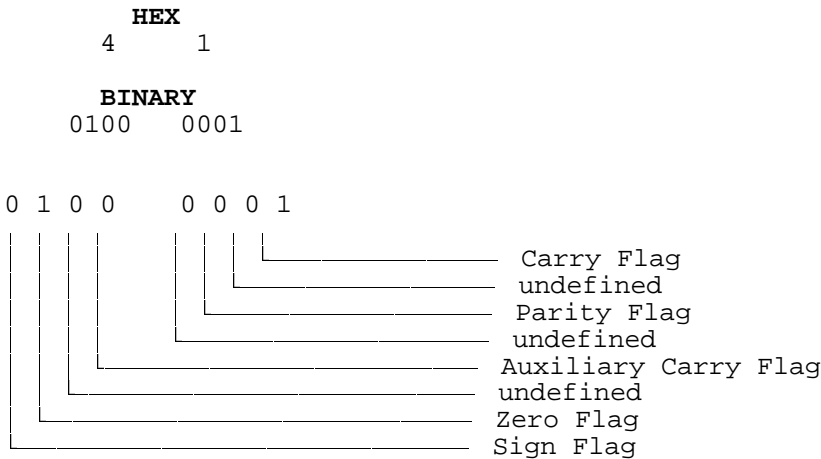 HEX
4 1
BINARY
0100 0001
0 1 0 0 0 0 0 1
Carry Flag
undefined
Parity Flag
undefined
Auxiliary Carry Flag
undefined
Zero Flag
Sign Flag